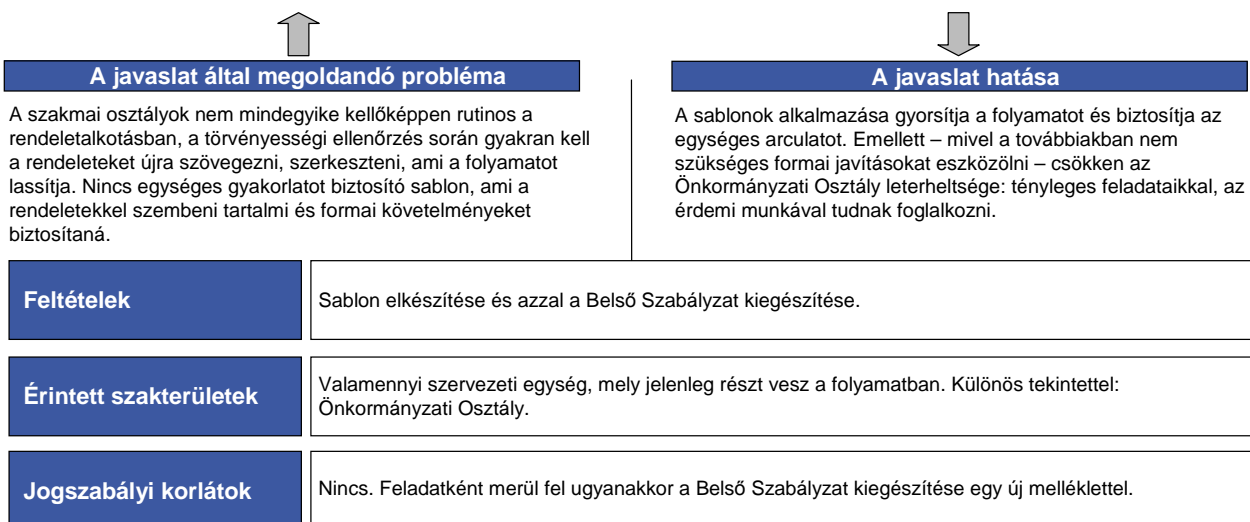 A javaslat által megoldandó probléma
A szakmai osztályok nem mindegyike kellőképpen rutinos a
rendeletalkotásban, a törvényességi ellenőrzés során gyakran kell
a rendeleteket újra szövegezni, szerkeszteni, ami a folyamatot
lassítja. Nincs egységes gyakorlatot biztosító sablon, ami a
rendeletekkel szembeni tartalmi és formai követelményeket
biztosítaná.
A javaslat hatása
A sablonok alkalmazása gyorsítja a folyamatot és biztosítja az
egységes arculatot. Emellett – mivel a továbbiakban nem
szükséges formai javításokat eszközölni – csökken az
Önkormányzati Osztály leterheltsége: tényleges feladataikkal, az
érdemi munkával tudnak foglalkozni.
Feltételek
Sablon elkészítése és azzal a Belső Szabályzat kiegészítése.
Érintett szakterületek
Valamennyi szervezeti egység, mely jelenleg részt vesz a folyamatban. Különös tekintettel:
Önkormányzati Osztály.
Jogszabályi korlátok
Nincs. Feladatként merül fel ugyanakkor a Belső Szabályzat kiegészítése egy új melléklettel.